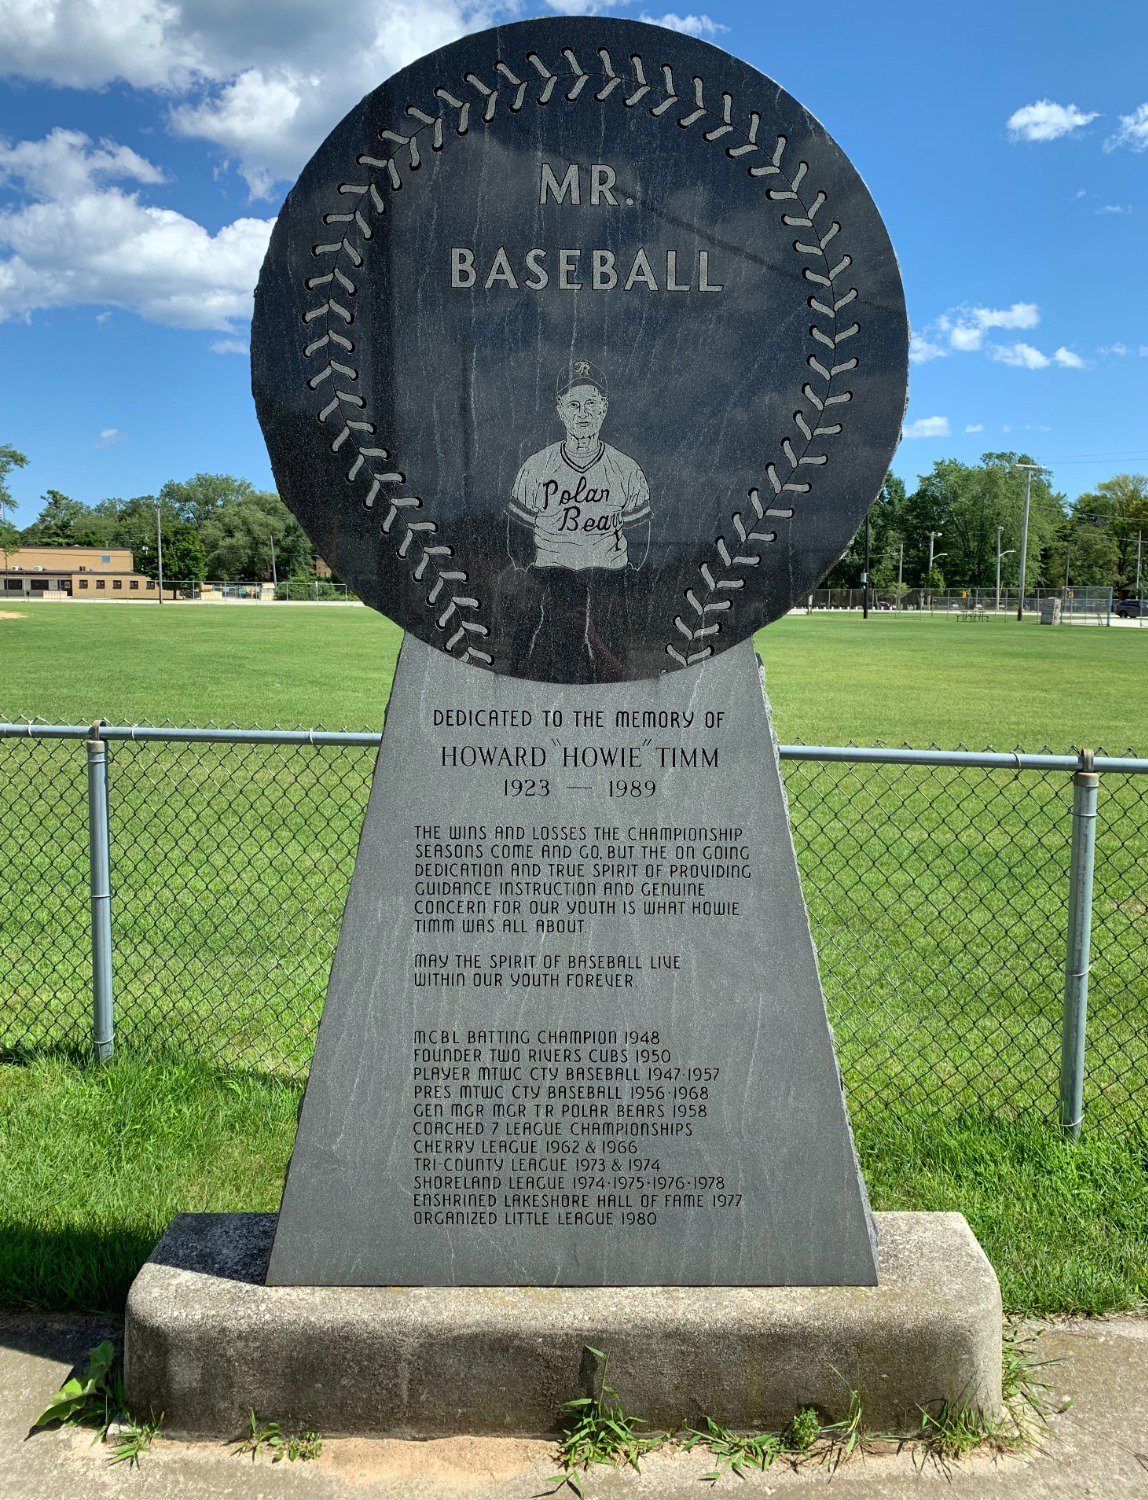 MR.
BASEBALL
R
Polar
Bears
DEDICATED TO THE MEMORY OF
HOWARD "HOWIE" TIMM
1923 — 1989
THE WINS AND LOSSES THE CHAMPIONSHIP
SEASONS COME AND GO, BUT THE ON GOING
DEDICATION AND TRUE SPIRIT OF PROVIDING
GUIDANCE INSTRUCTION AND GENUINE
CONCERN FOR OUR YOUTH IS WHAT HOWIE
TIMM WAS ALL ABOUT
MAY THE SPIRIT OF BASEBALL LIVE
WITHIN OUR YOUTH FOREVER.
MCBL BATTING CHAMPION 1948
FOUNDER TWO RIVERS CUBS 1950
PLAYER MTWC CTY BASEBALL 1947-1957
PRES MTWC CTY BASEBALL 1956-1968
GEN MGR MGR TR POLAR BEARS 1958
COACHED 7 LEAGUE CHAMPIONSHIPS
CHERRY LEAGUE 1962 & 1966
TRI-COUNTY LEAGUE 1973 & 1974
SHORELAND LEAGUE 1974-1975-1976-1978
ENSHRINED LAKESHORE HALL OF FAME 1977
ORGANIZED LITTLE LEAGUE 1980